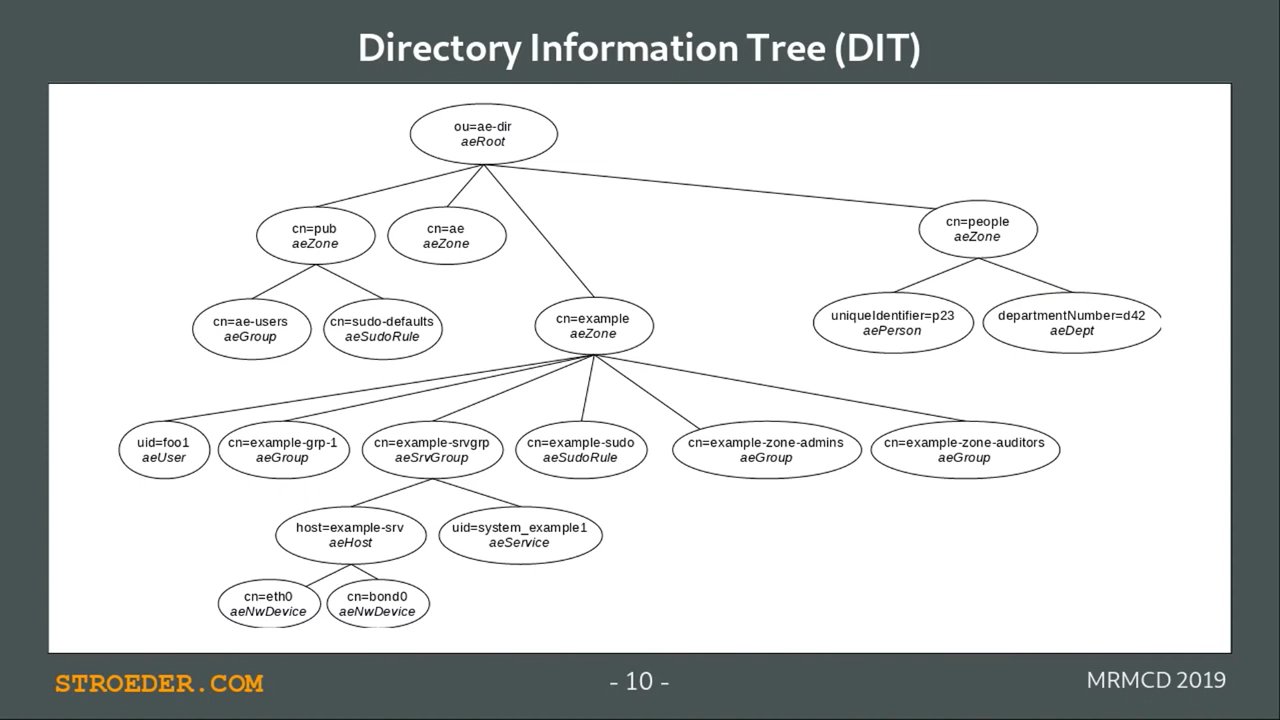 Directory Information Tree (DIT)
ou=ae-dir
aeRoot
cn=pub
aeZone
cn=ae
aeZone
cn=people
aeZone
cn=ae-users
aeGroup
cn=sudo-defaults
aeSudoRule
cn=example
aeZone
uniqueIdentifier=p23
aePerson
departmentNumber=d42
aeDept
uid=foo1
aeUser
cn=example-grp-1
aeGroup
cn=example-srvgrp
aeSrvGroup
cn=example-sudo
aeSudoRule
cn=example-zone-admins
aeGroup
cn=example-zone-auditors
aeGroup
host=example-srv
aeHost
uid=system_example1
aeService
cn=eth0
aeNwDevice
cn=bond0
aeNwDevice
STROEDER.COM
- 10 -
MRMCD 2019